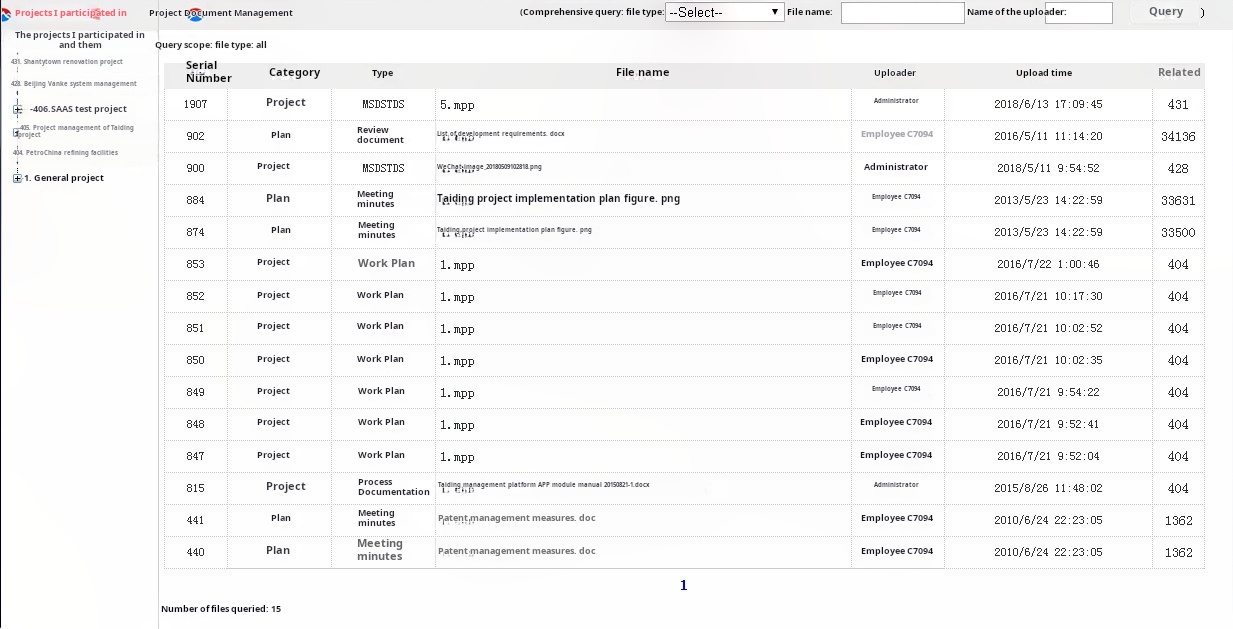 Projects I participated in
Project Document Management
(Comprehensive query: file type: --Select-- File name: Name of the uploader: Query )
The projects I participated in
and them
Query scope: file type: all
431. Shantytown renovation project
428. Beijing Vanke system management
-406.SAAS test project
405. Project management of Taiding
project
404. PetroChina refining facilities
1. General project
Serial Number Category Type File name Uploader Upload time Related
1907 Project MSDSTDS 5.mpp Administrator 2018/6/13 17:09:45 431
902 Plan Review document List of development requirements. docx Employee C7094 2016/5/11 11:14:20 34136
900 Project MSDSTDS WeChat image_20180509102818.png Administrator 2018/5/11 9:54:52 428
884 Plan Meeting minutes Taiding project implementation plan figure. png Employee C7094 2013/5/23 14:22:59 33631
874 Plan Meeting minutes Taiding project implementation plan figure. png Employee C7094 2013/5/23 14:22:59 33500
853 Project Work Plan 1.mpp Employee C7094 2016/7/22 1:00:46 404
852 Project Work Plan 1.mpp Employee C7094 2016/7/21 10:17:30 404
851 Project Work Plan 1.mpp Employee C7094 2016/7/21 10:02:52 404
850 Project Work Plan 1.mpp Employee C7094 2016/7/21 10:02:35 404
849 Project Work Plan 1.mpp Employee C7094 2016/7/21 9:54:22 404
848 Project Work Plan 1.mpp Employee C7094 2016/7/21 9:52:41 404
847 Project Work Plan 1.mpp Employee C7094 2016/7/21 9:52:04 404
815 Project Process Documentation Taiding management platform APP module manual 20150821-1.docx Administrator 2015/8/26 11:48:02 404
441 Plan Meeting minutes Patent management measures. doc Employee C7094 2010/6/24 22:23:05 1362
440 Plan Meeting minutes Patent management measures. doc Employee C7094 2010/6/24 22:23:05 1362
1
Number of files queried: 15